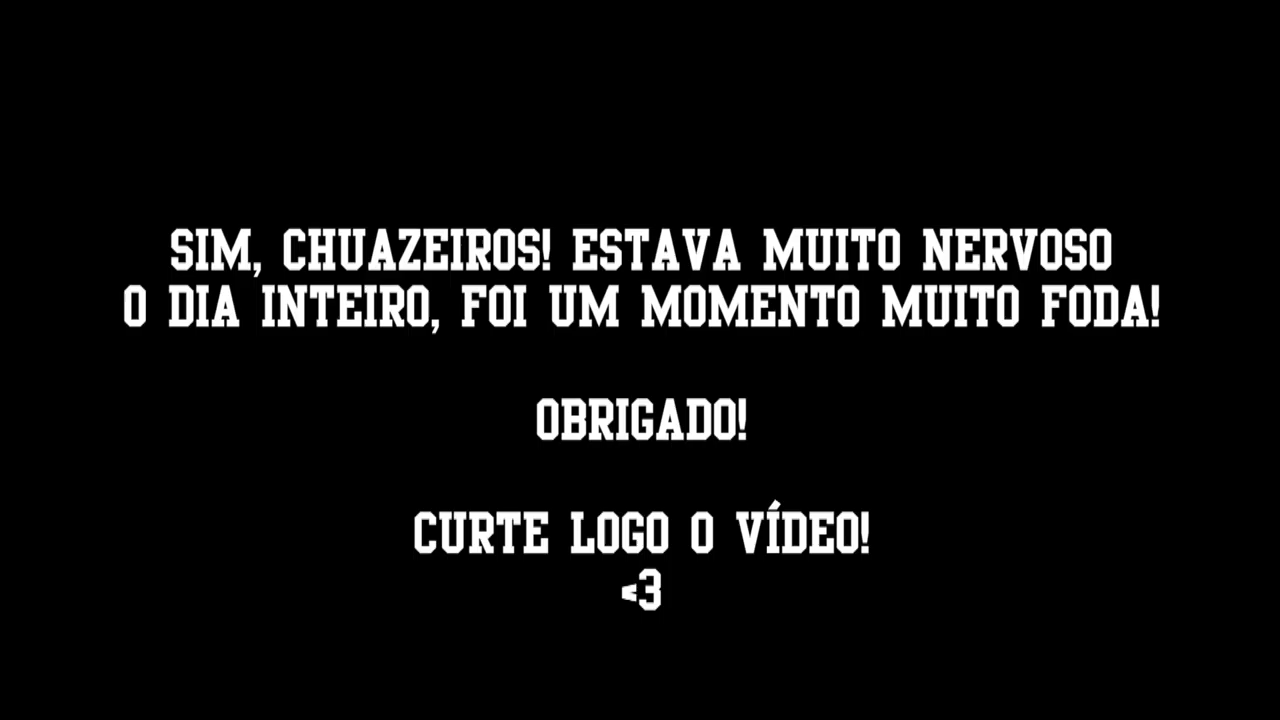 SIM, CHUAZEIROS! ESTAVA MUITO NERVOSO
O DIA INTEIRO, FOI UM MOMENTO MUITO FODA!
OBRIGADO!
CURTE LOGO O VÍDEO!
<3